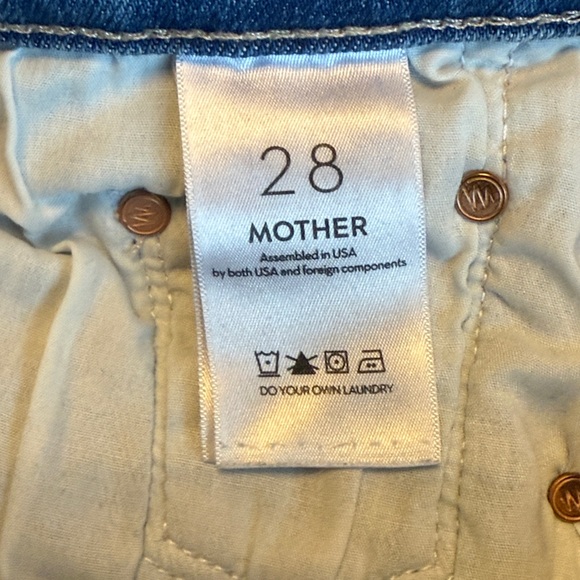 28
MOTHER
Assembled in USA
by both USA and foreign components
DO YOUR OWN LAUNDRY